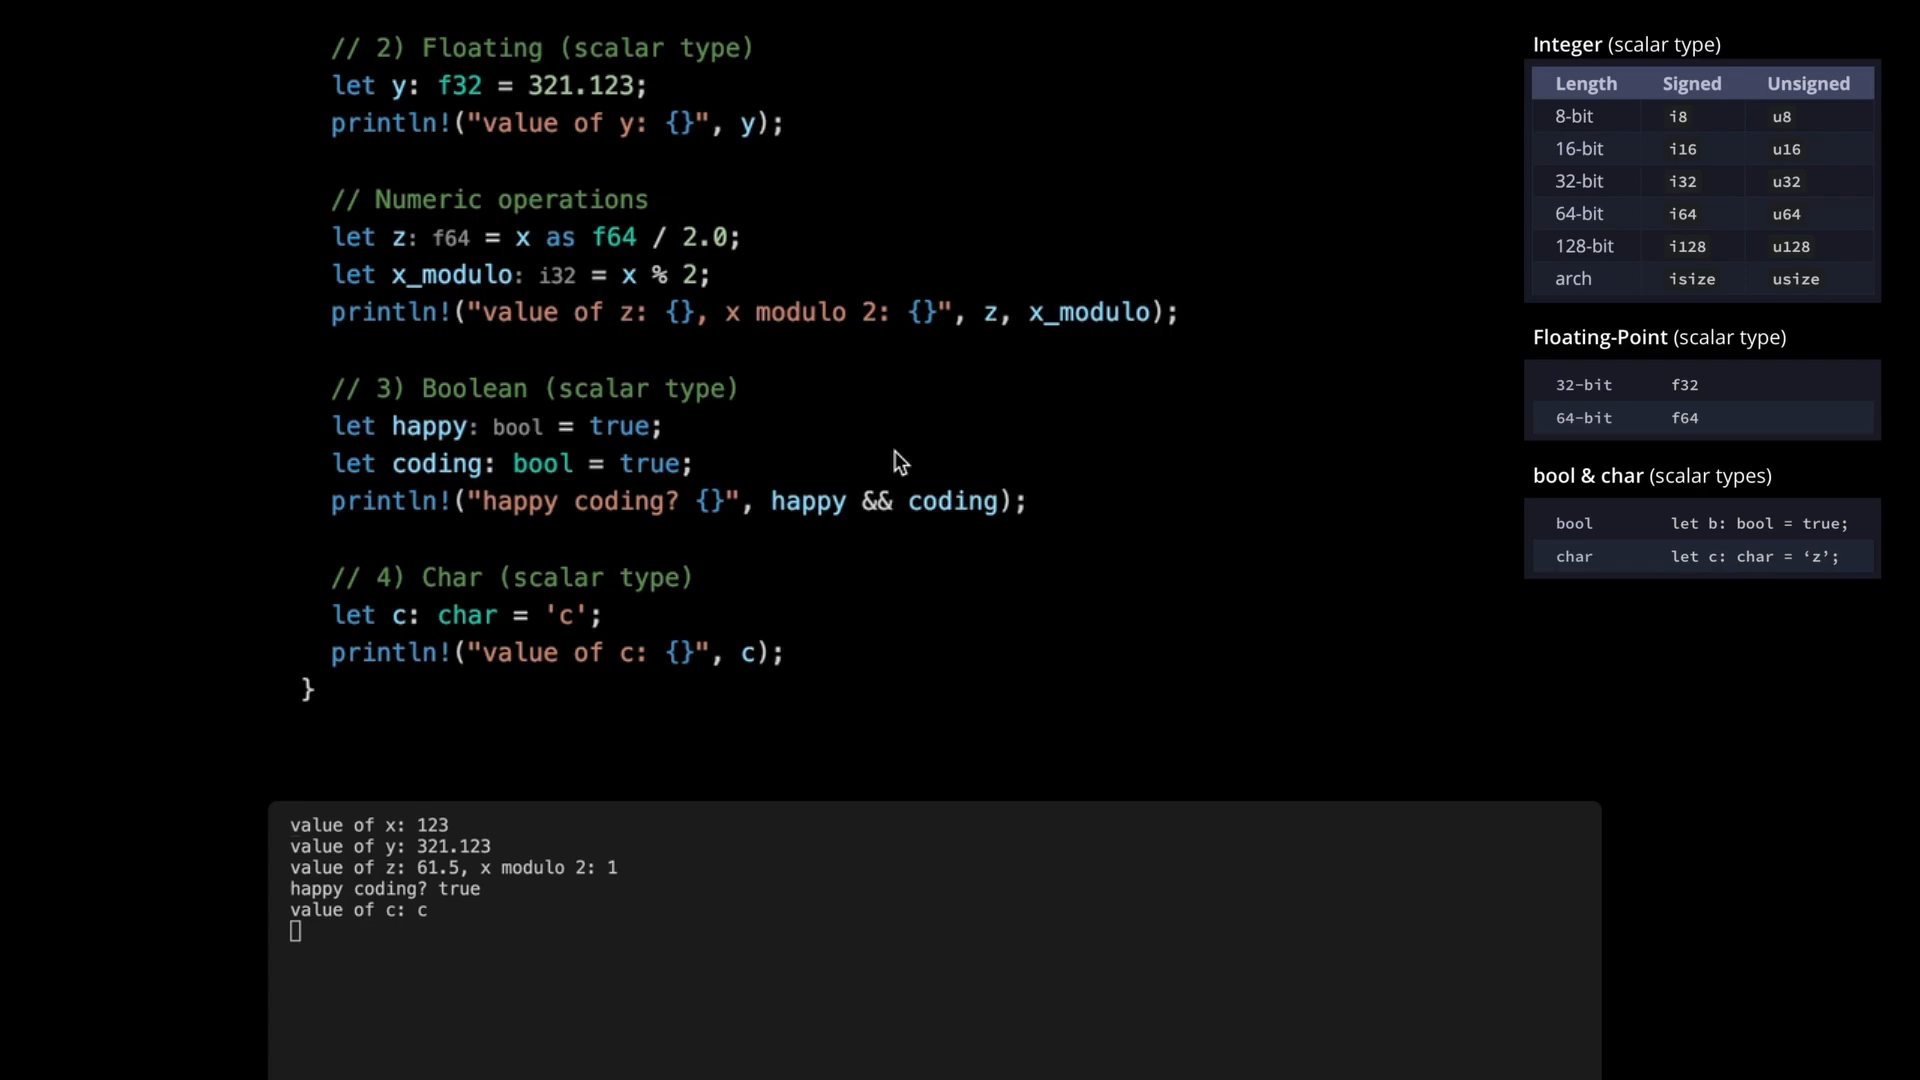 // 2) Floating (scalar type)
let y: f32 = 321.123;
println!("value of y: {}", y);
// Numeric operations
let z: f64 = x as f64 / 2.0;
let x_modulo: i32 = x % 2;
println!("value of z: {}, x modulo 2: {}", z, x_modulo);
// 3) Boolean (scalar type)
let happy: bool = true;
let coding: bool = true;
println!("happy coding? {}", happy && coding);
// 4) Char (scalar type)
let c: char = 'c';
println!("value of c: {}", c);
}
value of x: 123
value of y: 321.123
value of z: 61.5, x modulo 2: 1
happy coding? true
value of c: c
Integer (scalar type)
Length Signed Unsigned
8-bit i8 u8
16-bit i16 u16
32-bit i32 u32
64-bit i64 u64
128-bit i128 u128
arch isize usize
Floating-Point (scalar type)
32-bit f32
64-bit f64
bool & char (scalar types)
bool let b: bool = true;
char let c: char = ‘z’;